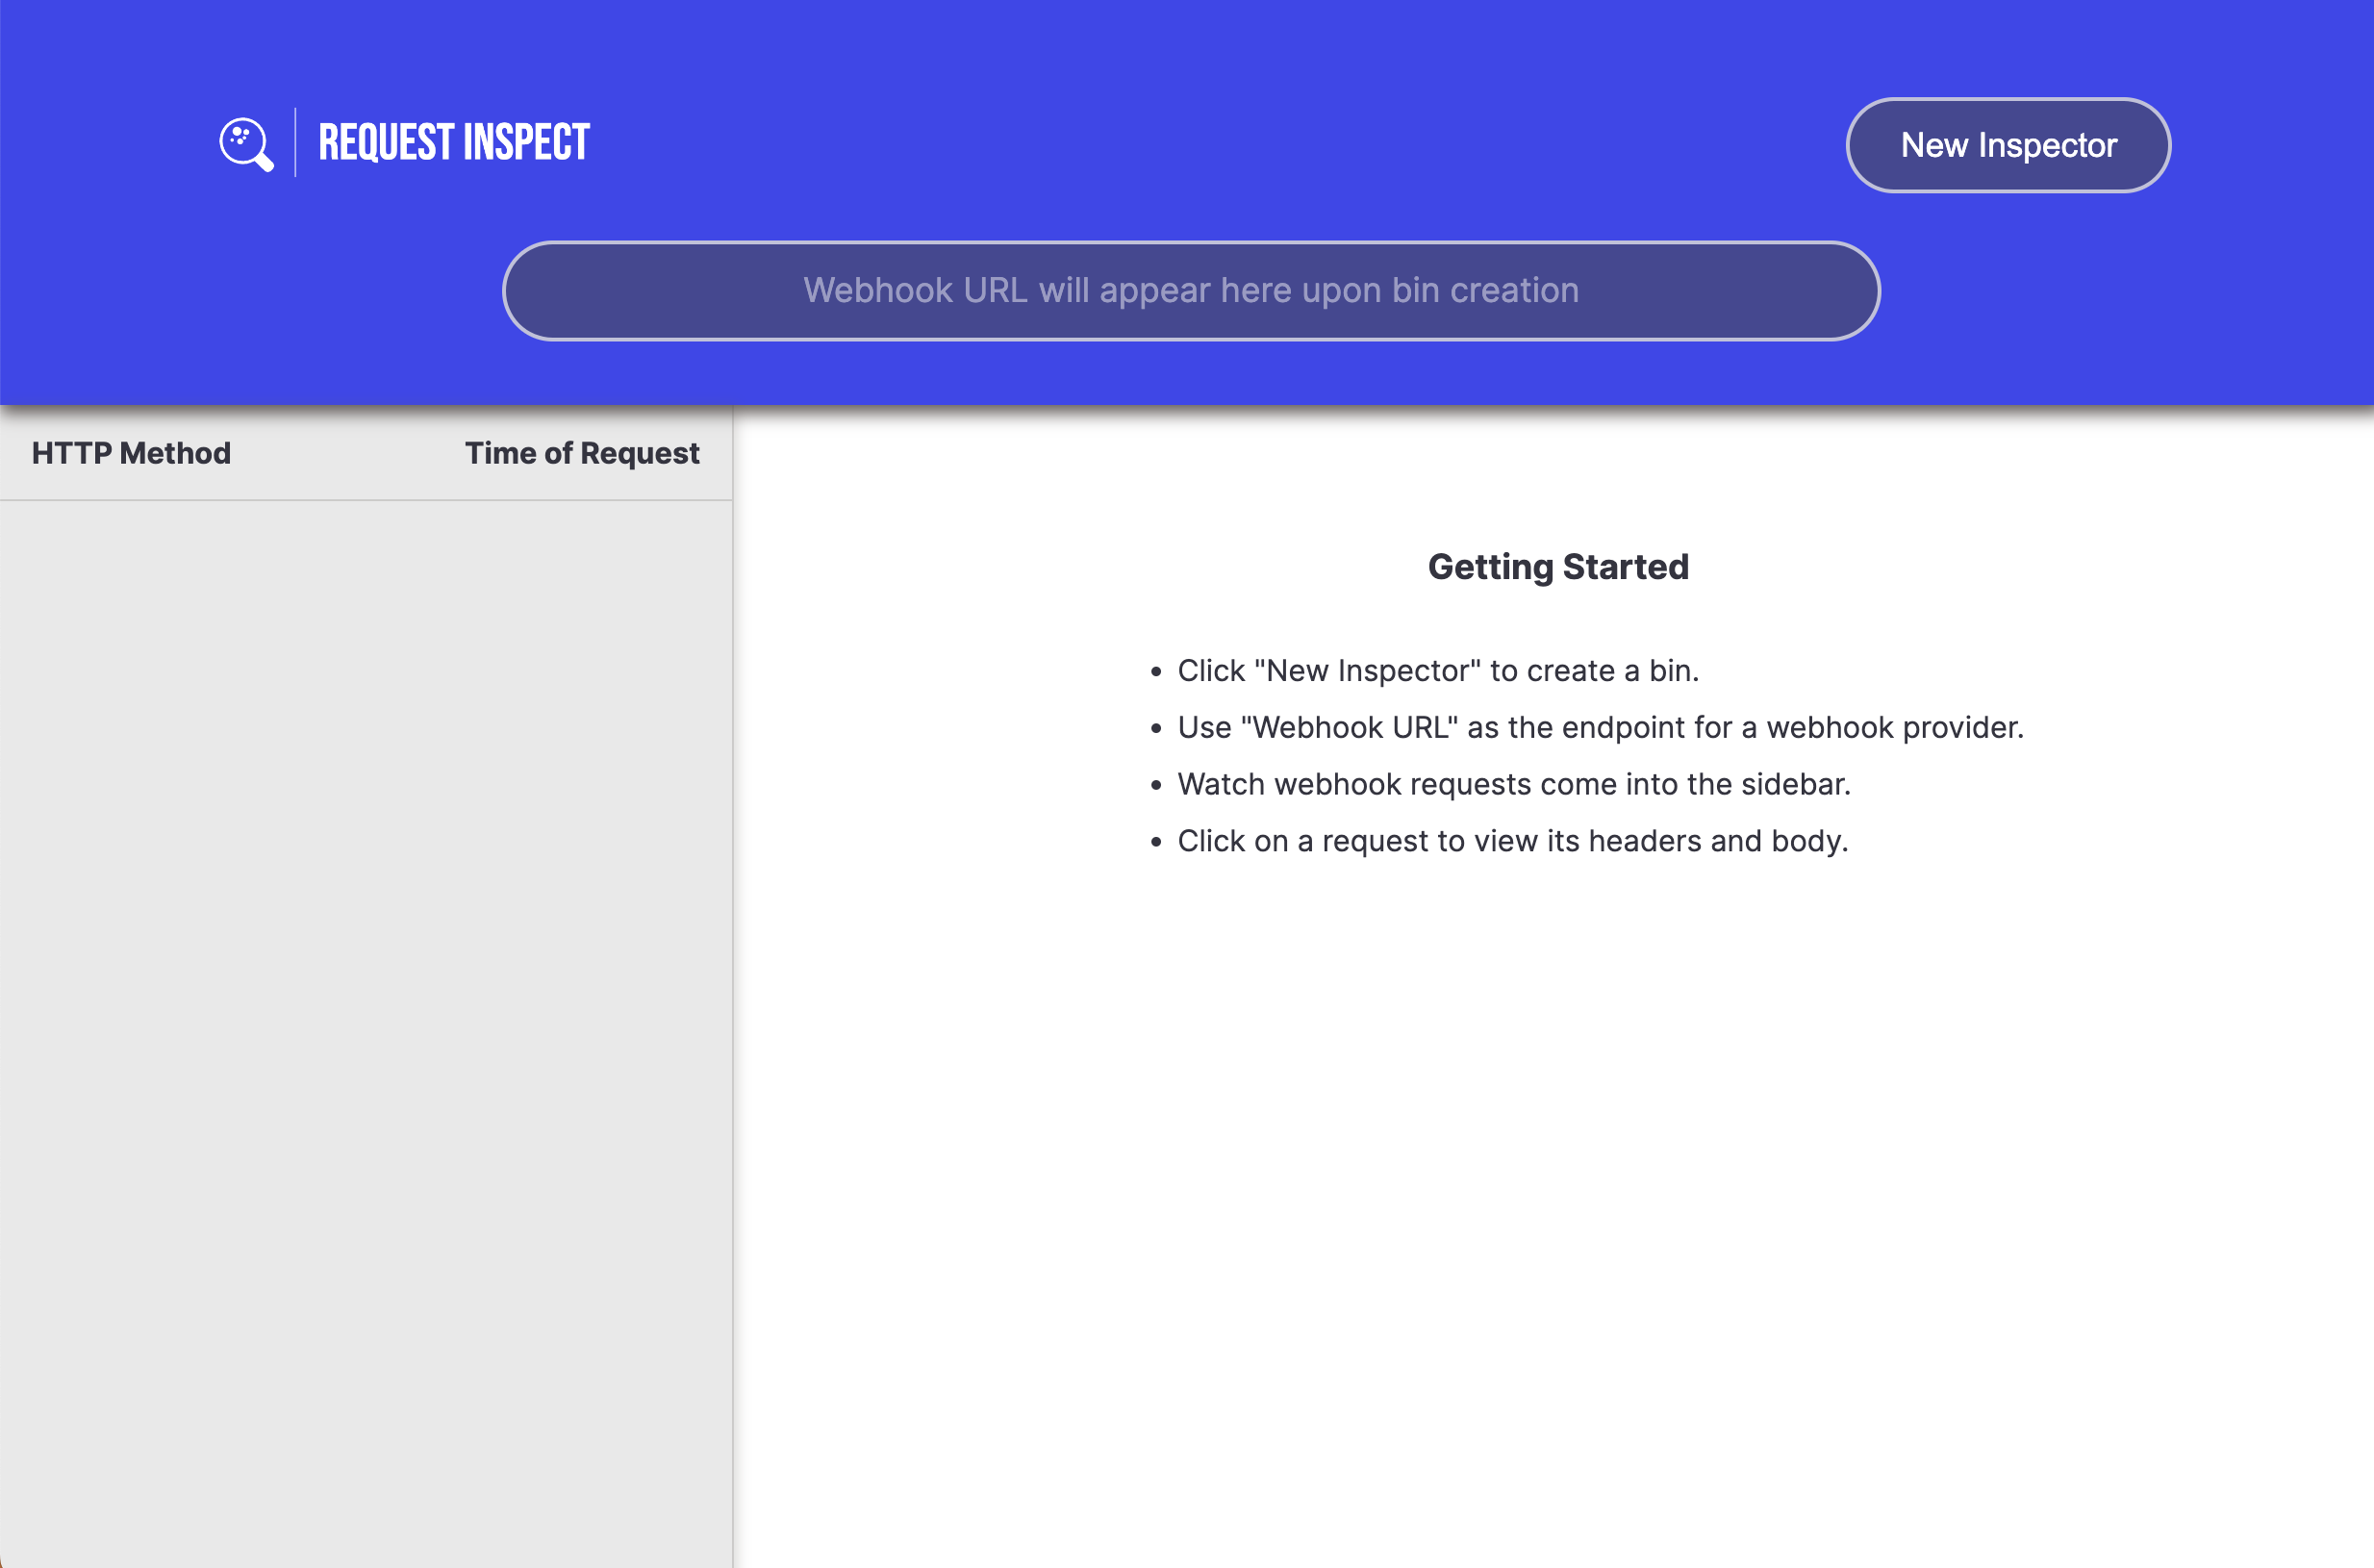 REQUEST INSPECT
New Inspector
Webhook URL will appear here upon bin creation
HTTP Method
Time of Request
Getting Started
• Click "New Inspector" to create a bin.
• Use "Webhook URL" as the endpoint for a webhook provider.
• Watch webhook requests come into the sidebar.
• Click on a request to view its headers and body.